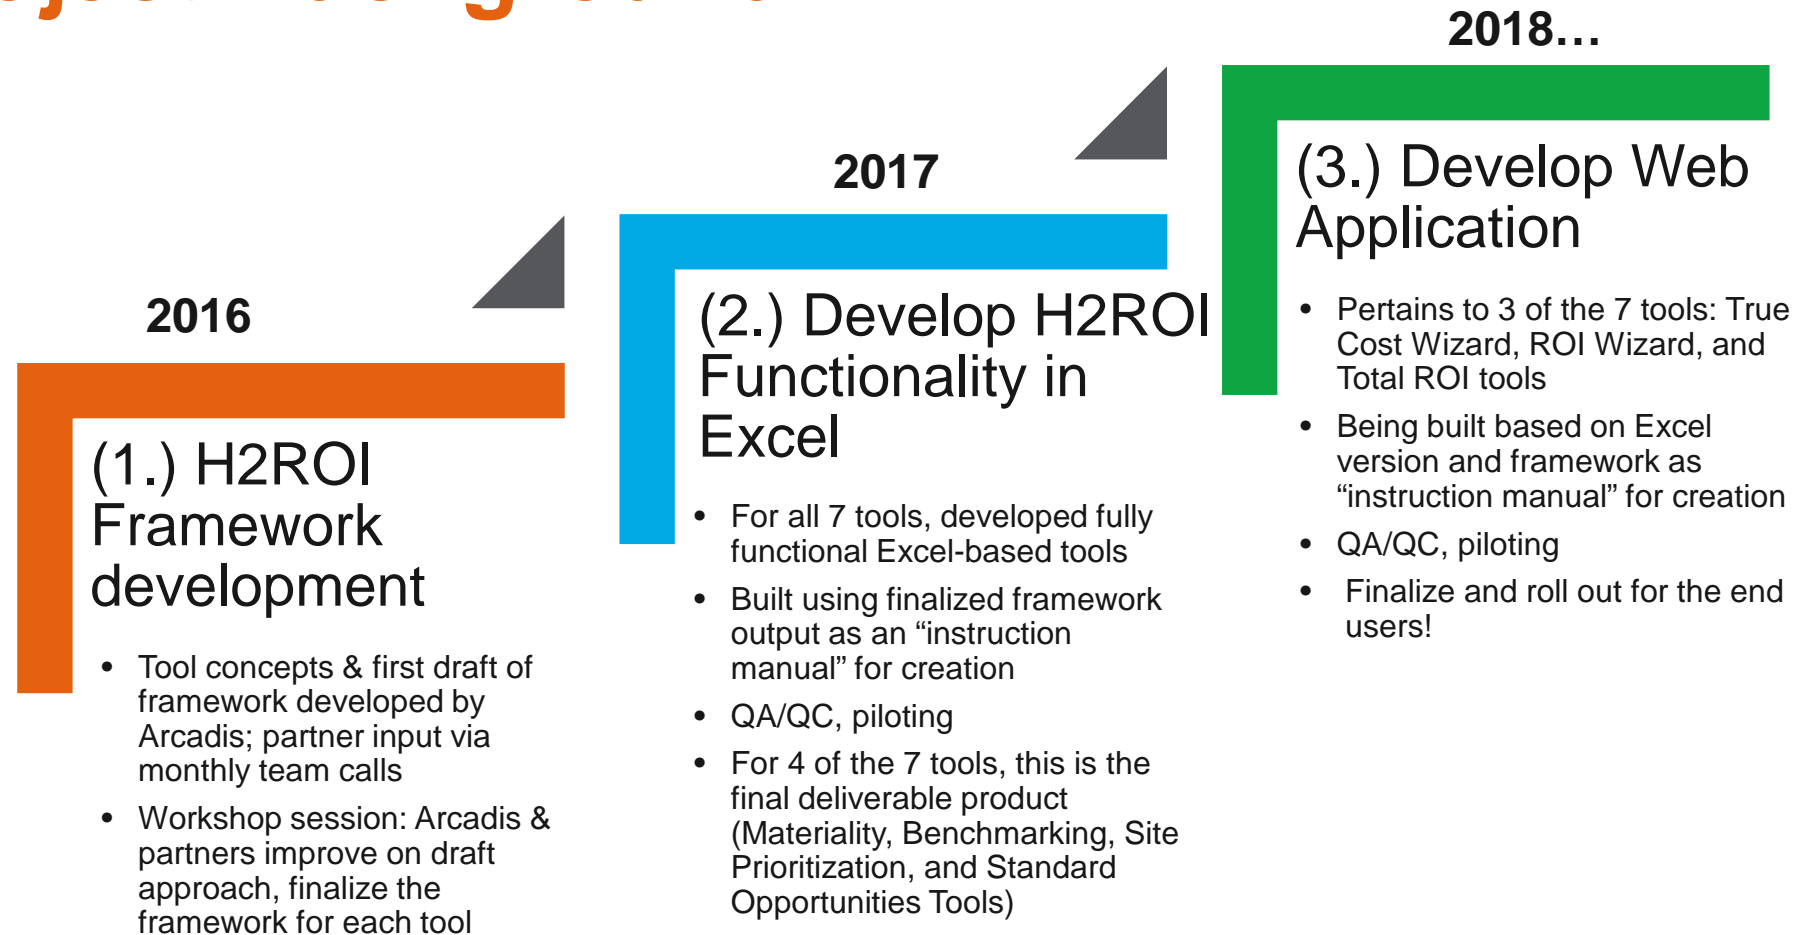 2016
(1.) H2ROI
Framework
development
• Tool concepts & first draft of
framework developed by
Arcadis; partner input via
monthly team calls
• Workshop session: Arcadis &
partners improve on draft
approach, finalize the
framework for each tool
2017
(2.) Develop H2ROI
Functionality in
Excel
• For all 7 tools, developed fully
functional Excel-based tools
• Built using finalized framework
output as an “instruction
manual” for creation
• QA/QC, piloting
• For 4 of the 7 tools, this is the
final deliverable product
(Materiality, Benchmarking, Site
Prioritization, and Standard
Opportunities Tools)
2018…
(3.) Develop Web
Application
• Pertains to 3 of the 7 tools: True
Cost Wizard, ROI Wizard, and
Total ROI tools
• Being built based on Excel
version and framework as
“instruction manual” for creation
• QA/QC, piloting
• Finalize and roll out for the end
users!